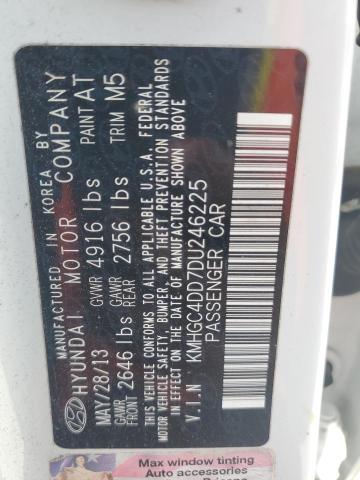 MANUFACTURED IN KOREA BY
HYUNDAI MOTOR COMPANY
MAY/28/13 GVWR 4916 lbs PAINT AT
GAWR FRONT 2646 lbs GAWR REAR 2756 lbs TRIM M5
THIS VEHICLE CONFORMS TO ALL APPLICABLE U.S.A. FEDERAL
MOTOR VEHICLE SAFETY, BUMPER, AND THEFT PREVENTION STANDARDS
IN EFFECT ON THE DATE OF MANUFACTURE SHOWN ABOVE
V.I.N KMHGC4DD7DU246225
PASSENGER CAR
Max window tinting
Auto accessories